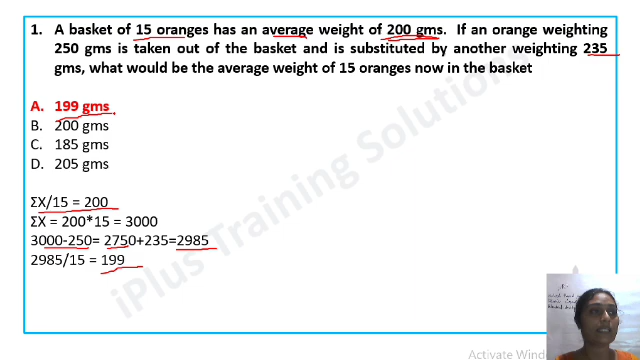 1. A basket of 15 oranges has an average weight of 200 gms. If an orange weighting
250 gms is taken out of the basket and is substituted by another weighting 235
gms, what would be the average weight of 15 oranges now in the basket
A. 199 gms
B. 200 gms
C. 185 gms
D. 205 gms
ΣX/15 = 200
ΣX = 200*15 = 3000
3000-250= 2750+235=2985
2985/15 = 199
iPlus Training Solution
Activate Wind